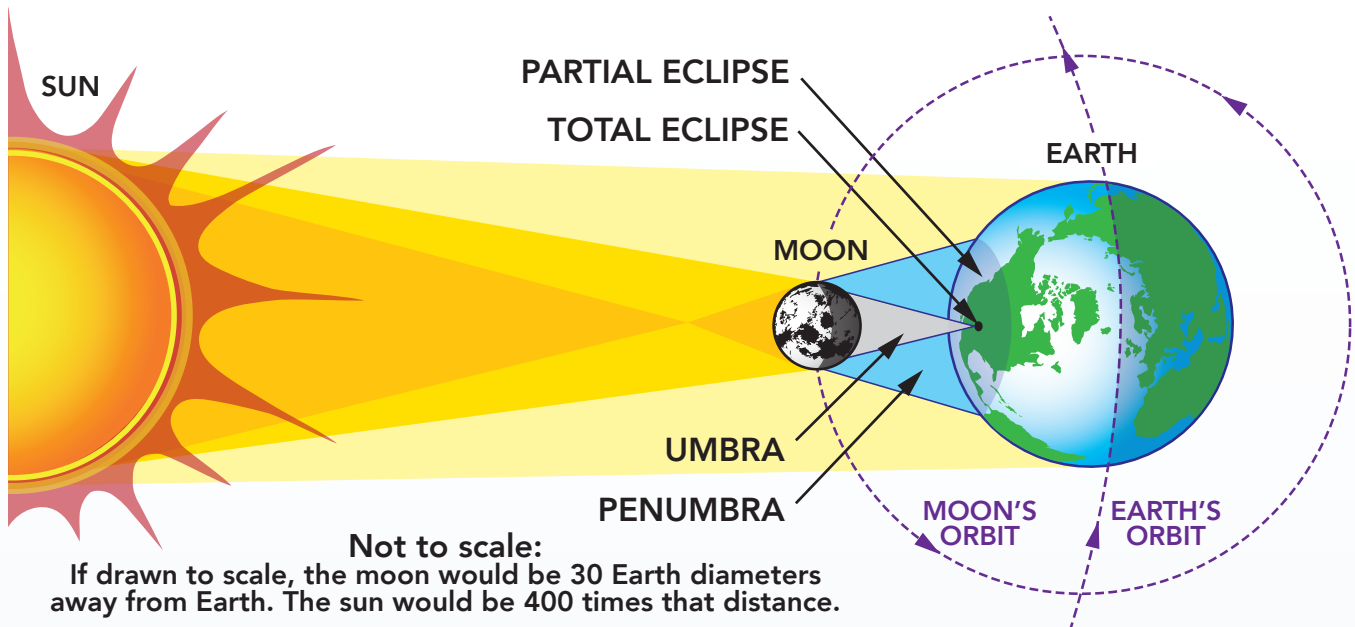 SUN
PARTIAL ECLIPSE
TOTAL ECLIPSE
EARTH
MOON
UMBRA
PENUMBRA
MOON'S
ORBIT
EARTH'S
ORBIT
Not to scale:
If drawn to scale, the moon would be 30 Earth diameters
away from Earth. The sun would be 400 times that distance.